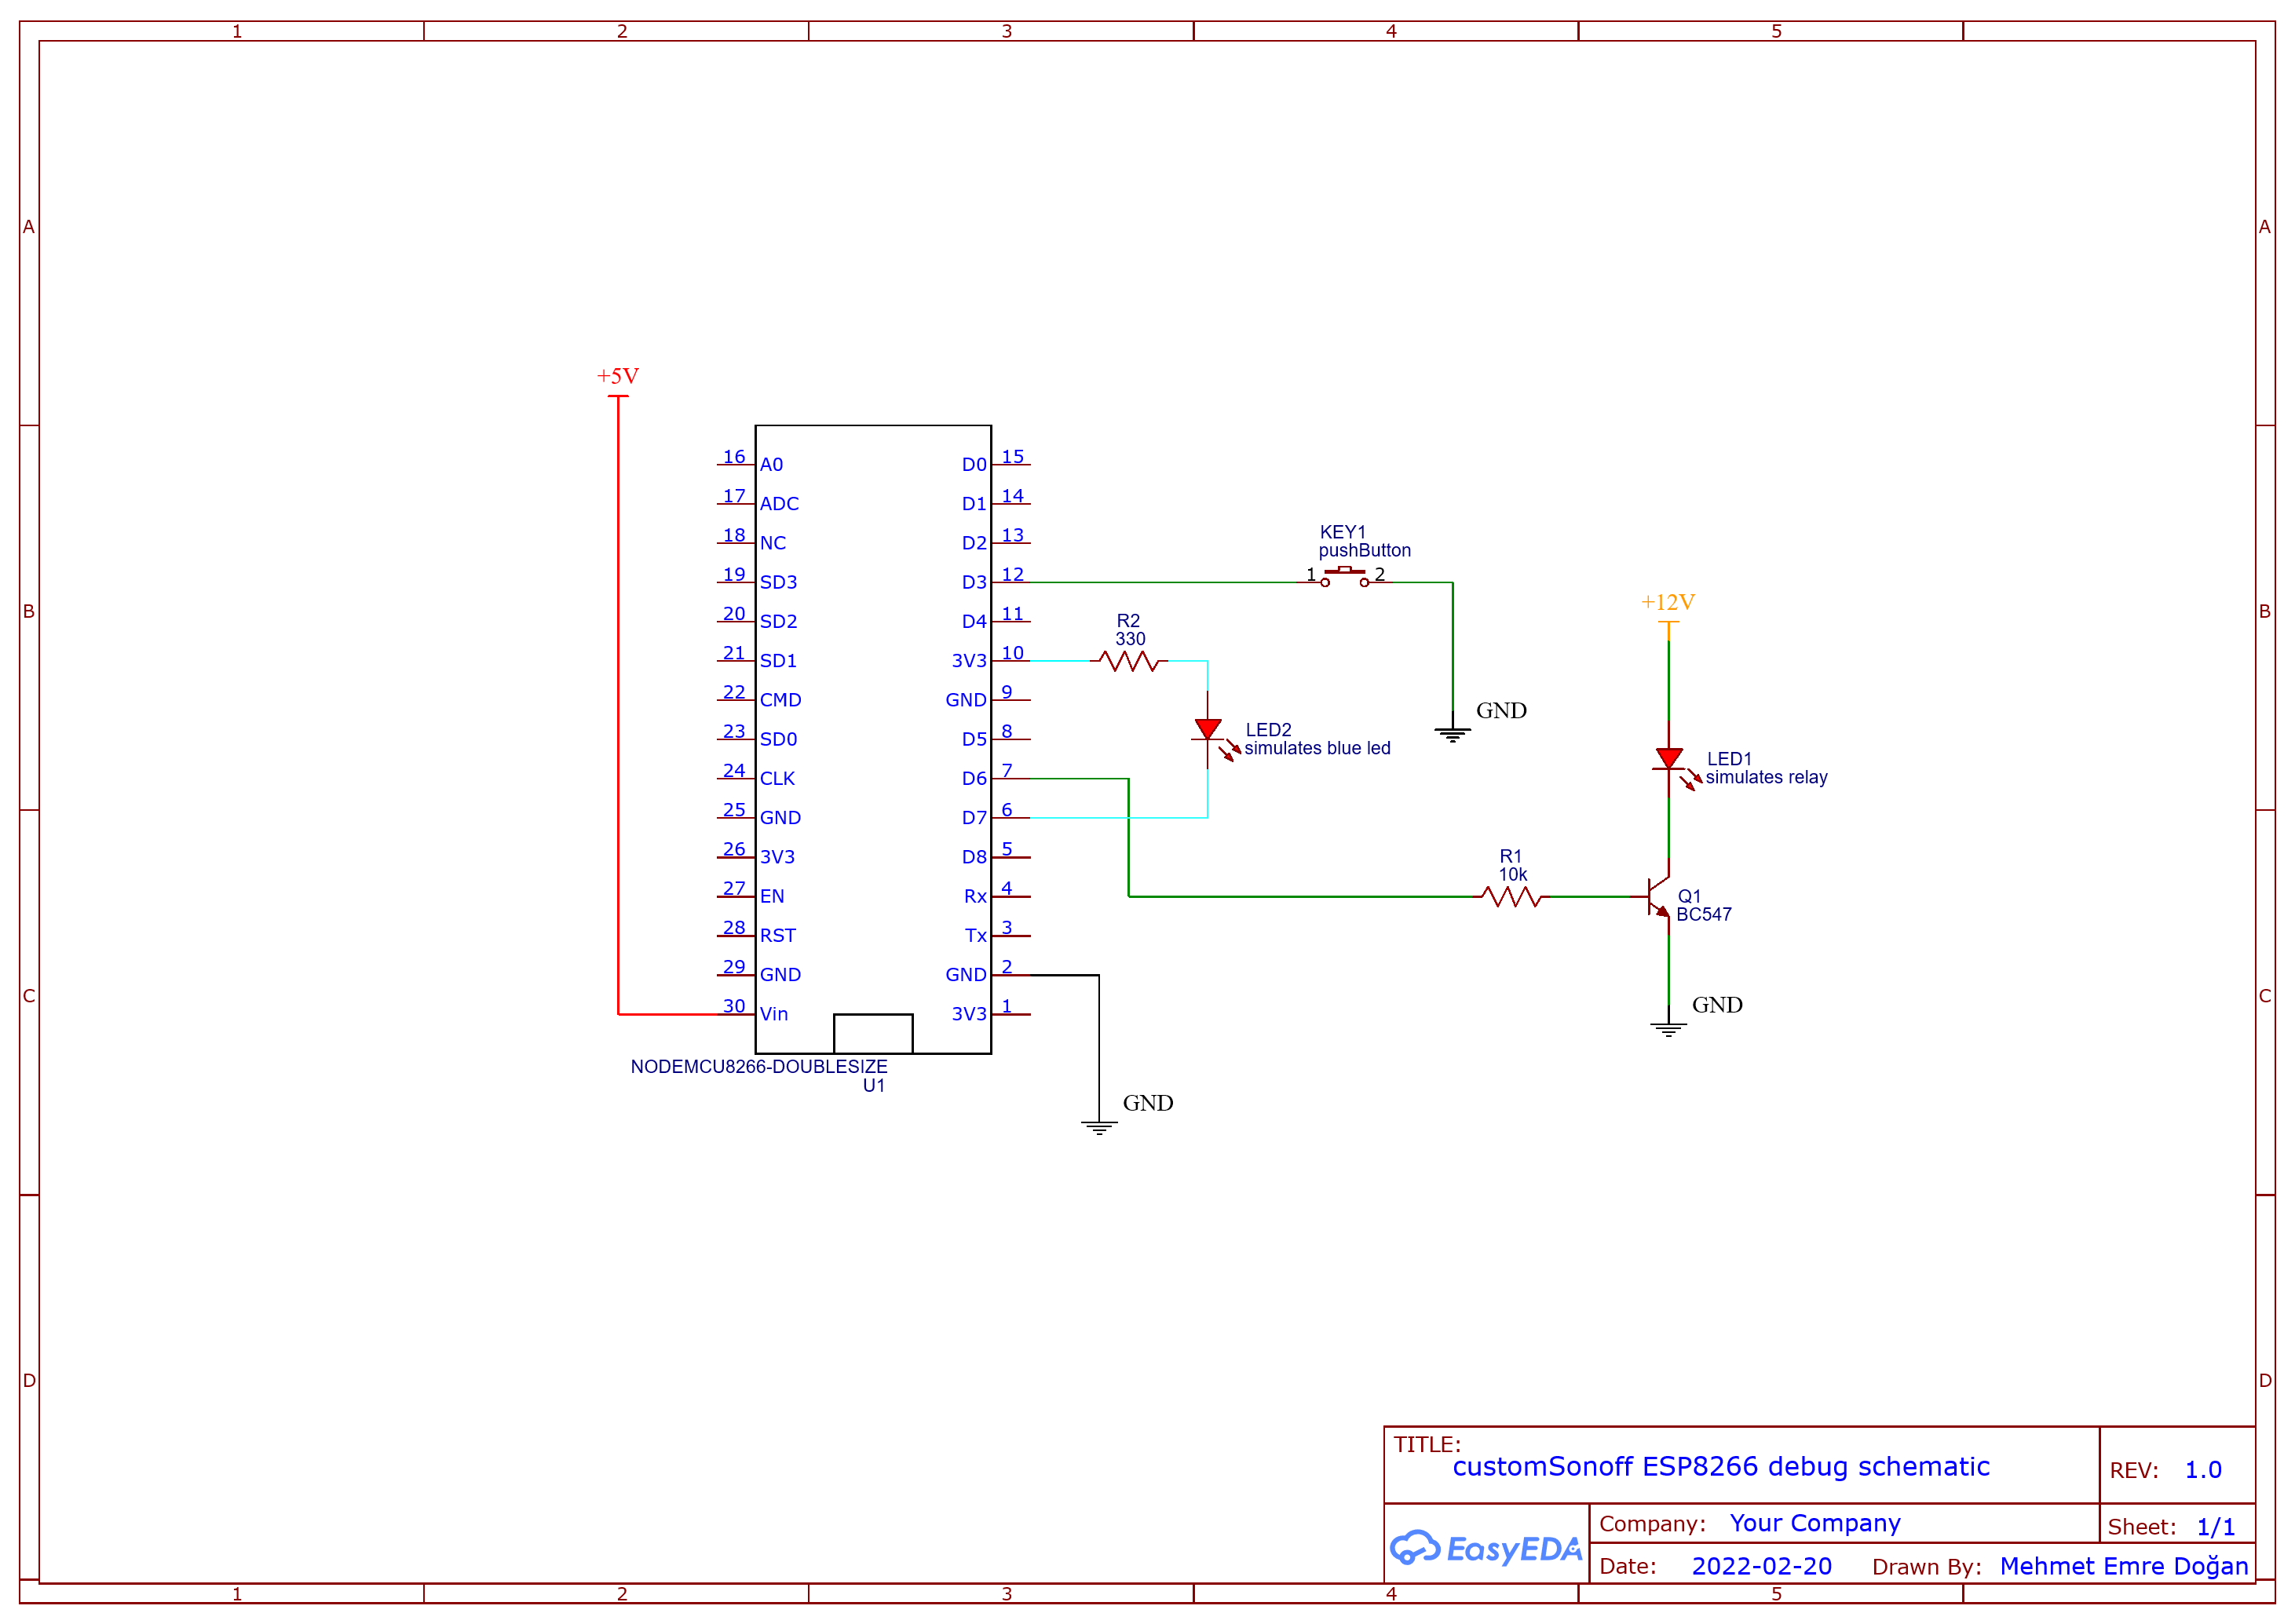 1 2 3 4 5
A A
B B
C C
D D
+5V
16 A0 D0 15
17 ADC D1 14
18 NC D2 13
19 SD3 D3 12
20 SD2 D4 11
21 SD1 3V3 10
22 CMD GND 9
23 SD0 D5 8
24 CLK D6 7
25 GND D7 6
26 3V3 D8 5
27 EN Rx 4
28 RST Tx 3
29 GND GND 2
30 Vin 3V3 1
NODEMCU8266-DOUBLESIZE
U1
GND
KEY1
pushButton
1 2
GND
R2
330
LED2
simulates blue led
+12V
LED1
simulates relay
R1
10k
Q1
BC547
GND
TITLE:
customSonoff ESP8266 debug schematic
REV: 1.0
EasyEDA
Company: Your Company
Sheet: 1/1
Date: 2022-02-20 Drawn By: Mehmet Emre Doğan
1 2 3 4 5